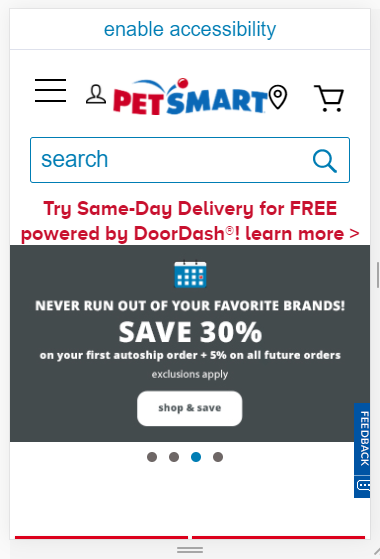 enable accessibility
PETSMART
search
Try Same-Day Delivery for FREE
powered by DoorDash®! learn more >
NEVER RUN OUT OF YOUR FAVORITE BRANDS!
SAVE 30%
on your first autoship order + 5% on all future orders
exclusions apply
shop & save
FEEDBACK